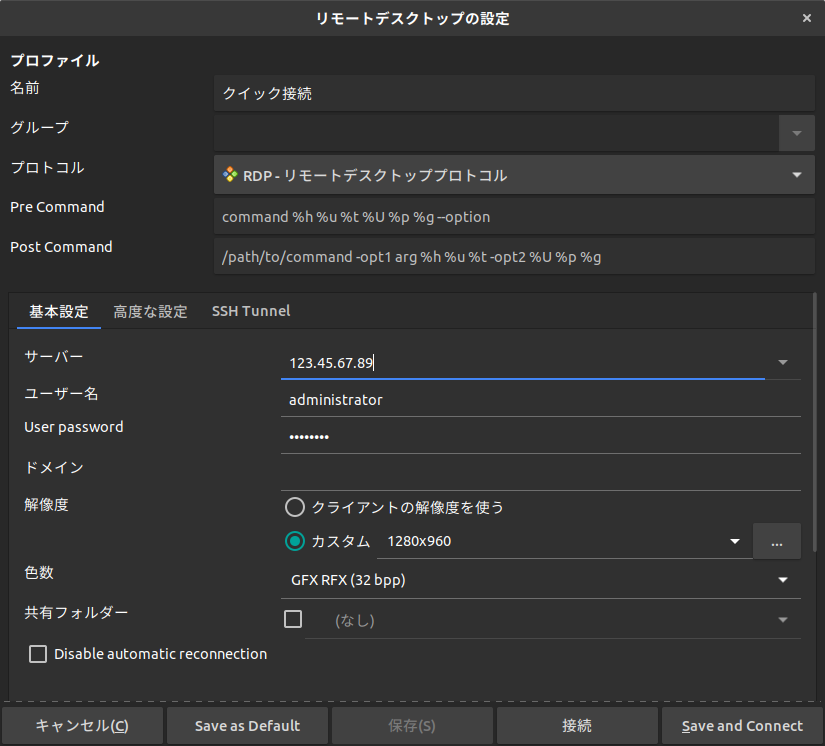 リモートデスクトップの設定
×
プロファイル
名前
クイック接続
グループ
プロトコル
RDP - リモートデスクトッププロトコル
Pre Command
command %h %u %t %U %p %g --option
Post Command
/path/to/command -opt1 arg %h %u %t -opt2 %U %p %g
基本設定 高度な設定 SSH Tunnel
サーバー
123.45.67.89
ユーザー名
administrator
User password
••••••••
ドメイン
解像度
クライアントの解像度を使う
カスタム 1280x960 ...
色数
GFX RFX (32 bpp)
共有フォルダー
(なし)
Disable automatic reconnection
キャンセル(C) Save as Default 保存(S) 接続 Save and Connect